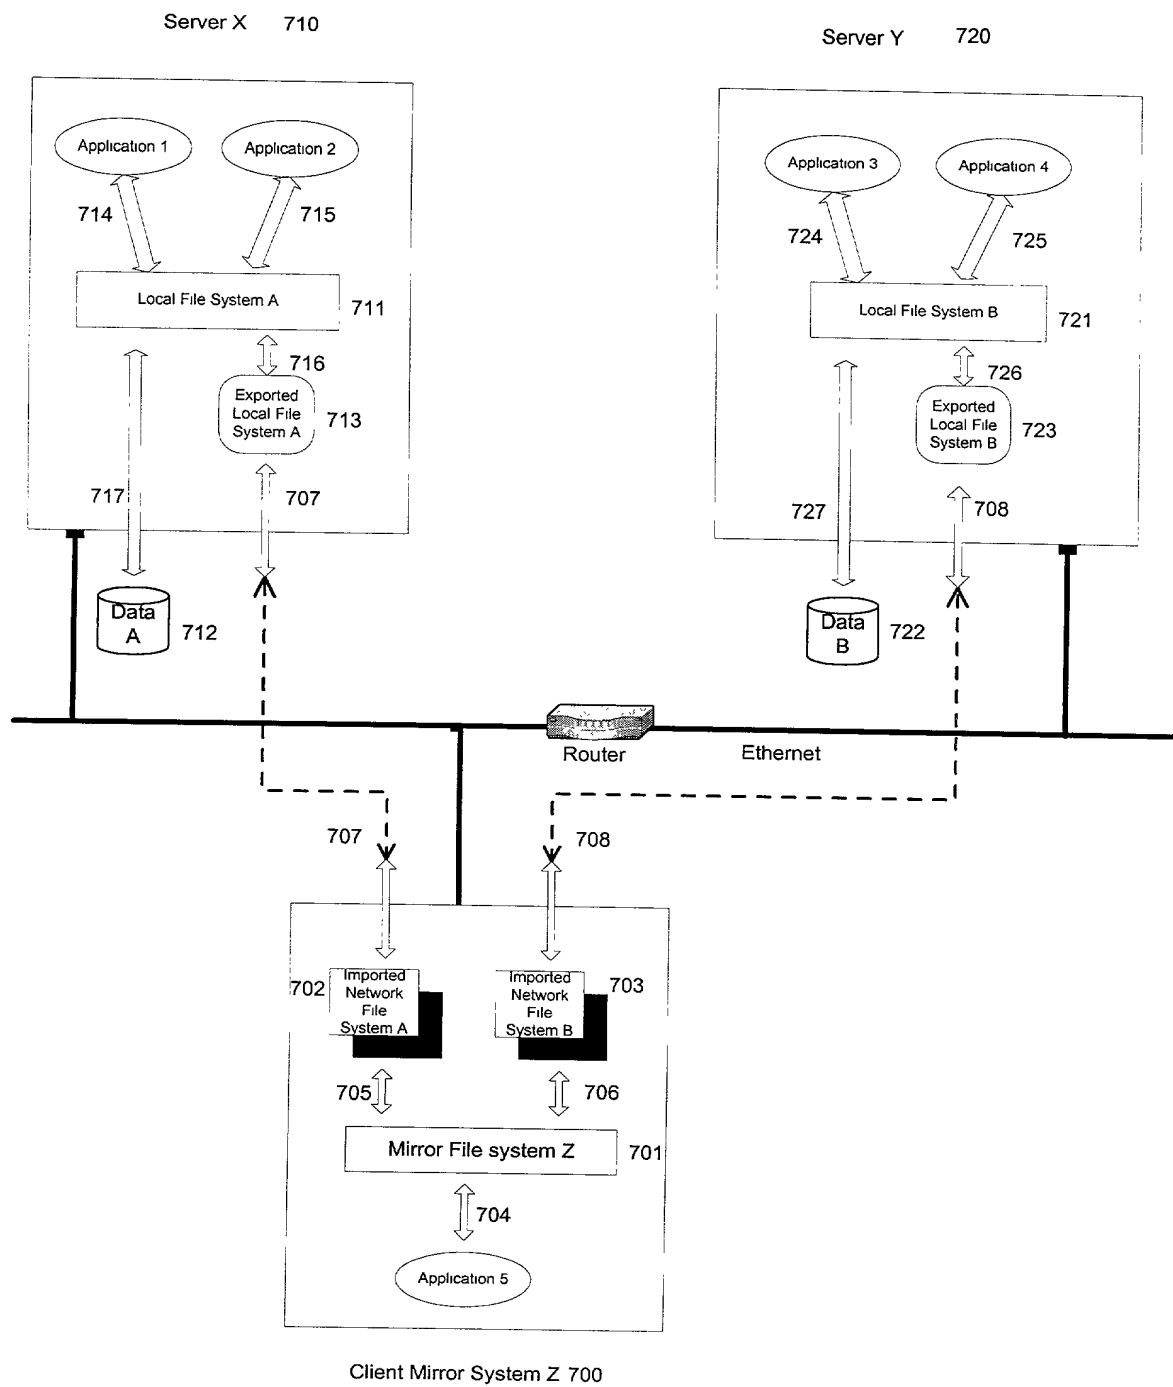 Server X 710
Server Y 720
Application 1
Application 2
714
715
Local File System A
711
716
Exported
Local File
System A
713
717
707
Data
A
712
Application 3
Application 4
724
725
Local File System B
721
726
Exported
Local File
System B
723
727
708
Data
B
722
Router
Ethernet
707
708
702
Imported
Network
File
System A
Imported
Network
File
System B
703
705
706
Mirror File system Z
701
704
Application 5
Client Mirror System Z 700